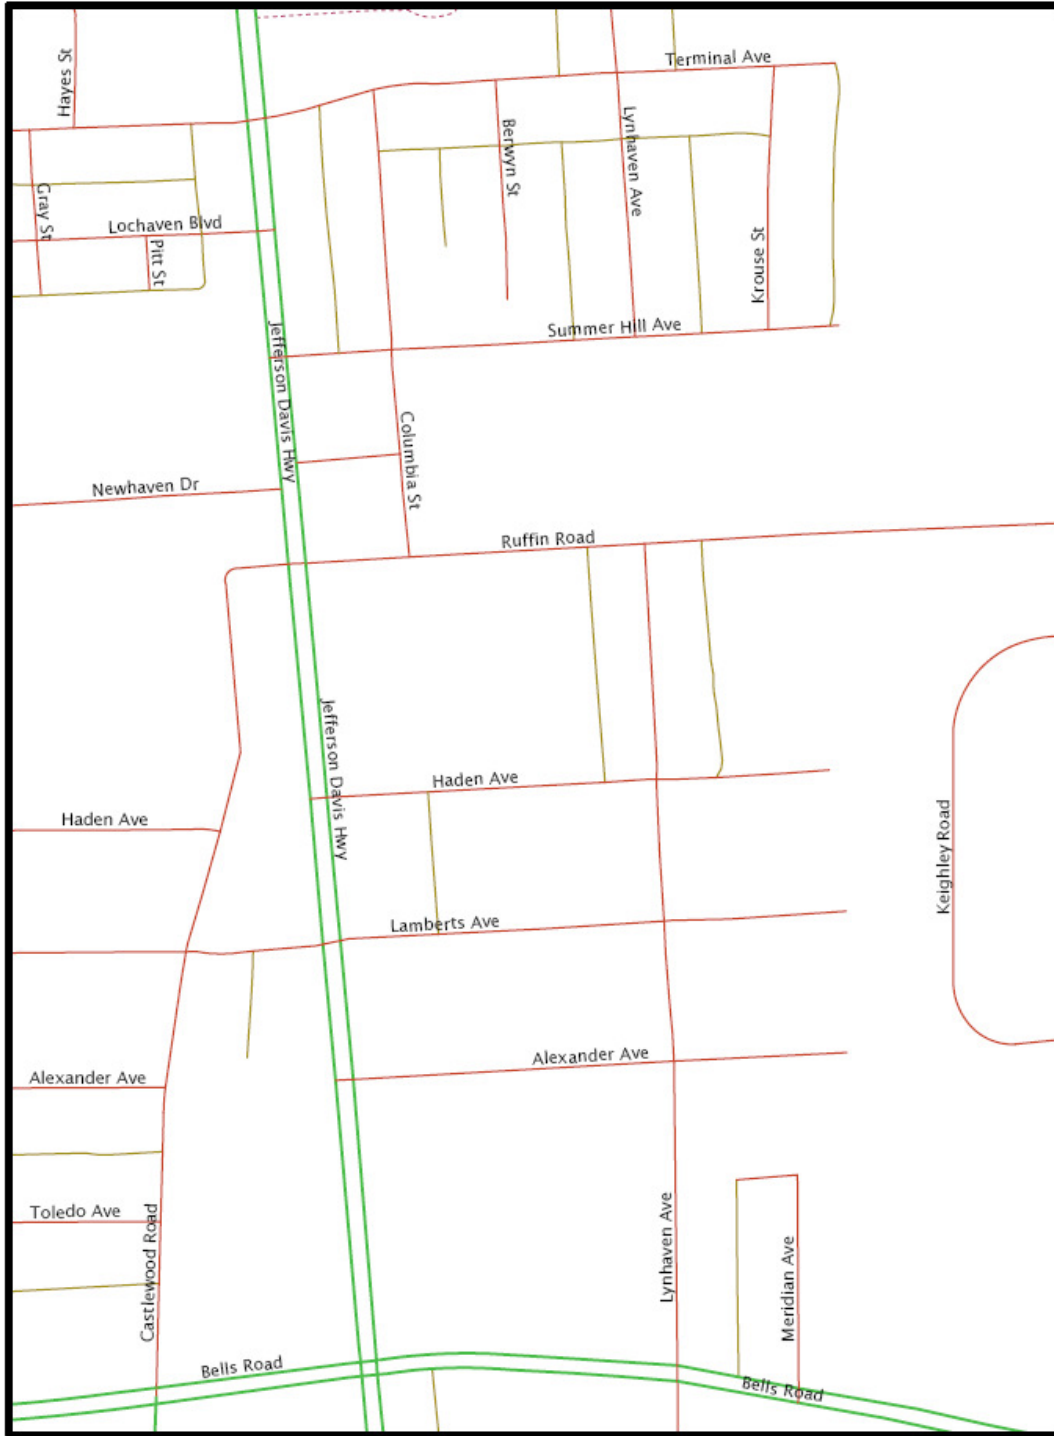 Hayes St
Terminal Ave
Berwyn St
Lynhaven Ave
Gray St
Lochaven Blvd
Pitt St
Krouse St
Summer Hill Ave
Jefferson Davis Hwy
Columbia St
Newhaven Dr
Ruffin Road
Jefferson Davis Hwy
Haden Ave
Haden Ave
Keighley Road
Lamberts Ave
Alexander Ave
Alexander Ave
Toledo Ave
Castlewood Road
Lynhaven Ave
Meridian Ave
Bells Road
Bells Road